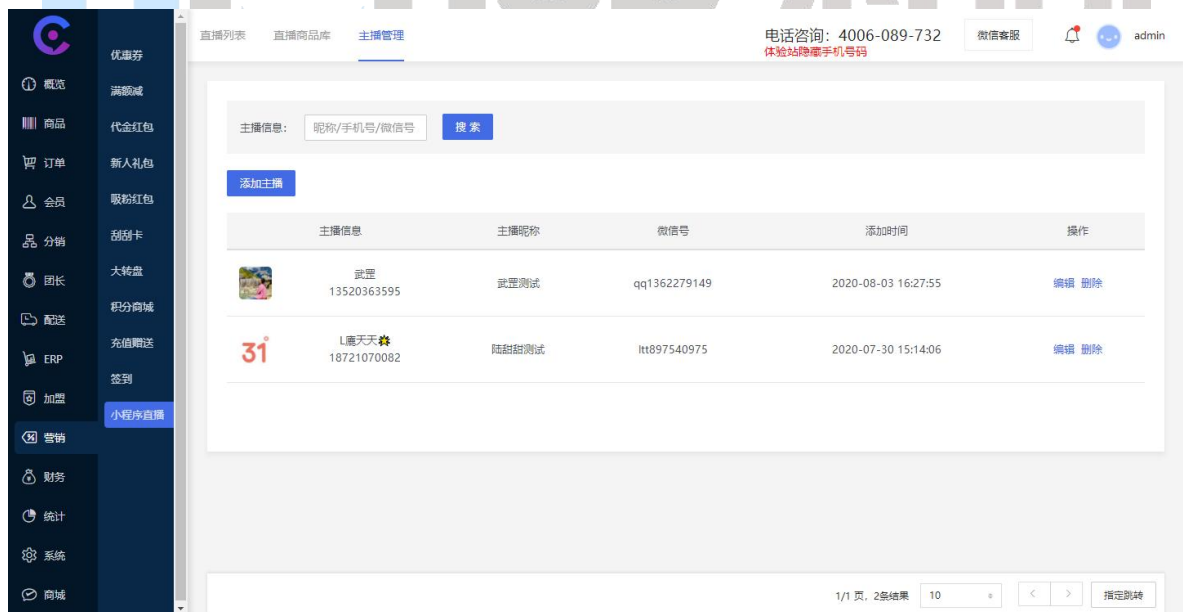 直播列表 直播商品库 主播管理 电话咨询：4006-089-732 微信客服 admin
体验站隐藏手机号码
概览
商品
订单
会员
分销
团长
配送
ERP
加盟
营销
财务
统计
系统
商城
优惠券
满额减
代金红包
新人礼包
吸粉红包
刮刮卡
大转盘
积分商城
充值赠送
签到
小程序直播
主播信息： 昵称/手机号/微信号 搜 索
添加主播
主播信息 主播昵称 微信号 添加时间 操作
武罡 武罡测试 qq1362279149 2020-08-03 16:27:55 编辑 删除
13520363595
31 L鹿天天 陆甜甜测试 ltt897540975 2020-07-30 15:14:06 编辑 删除
18721070082
1/1 页、2条结果 10 指定跳转